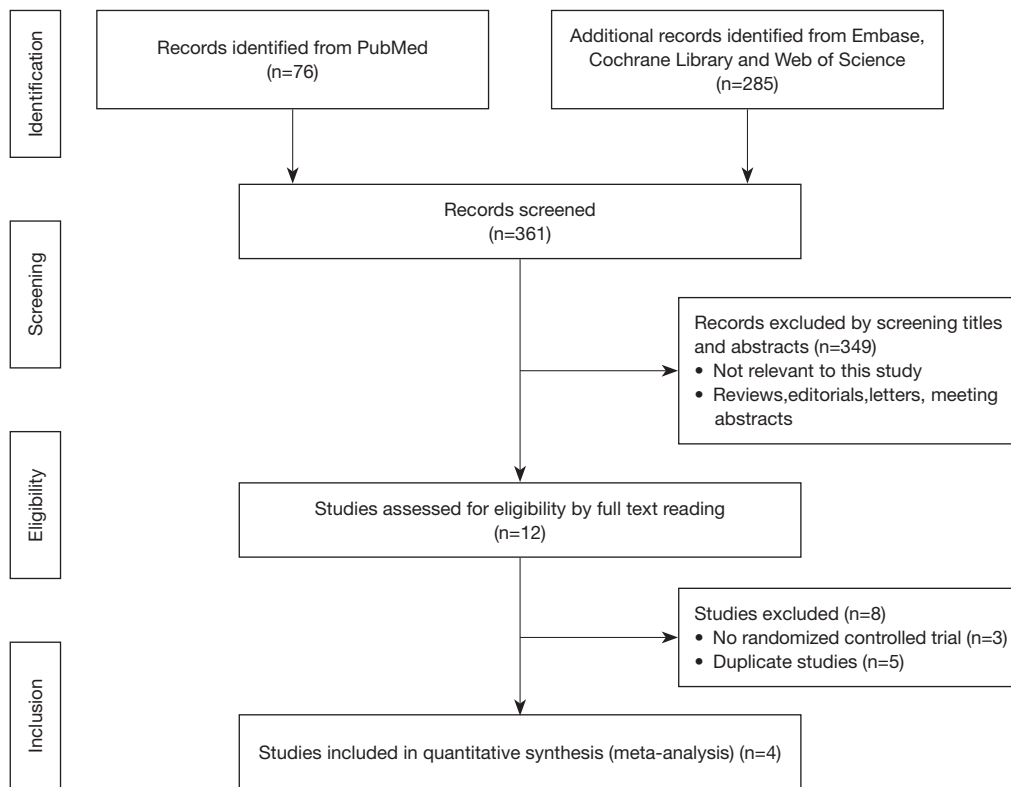 Identification
Records identified from PubMed
(n=76)
Additional records identified from Embase,
Cochrane Library and Web of Science
(n=285)
Screening
Records screened
(n=361)
Records excluded by screening titles
and abstracts (n=349)
• Not relevant to this study
• Reviews,editorials,letters, meeting
abstracts
Eligibility
Studies assessed for eligibility by full text reading
(n=12)
Studies excluded (n=8)
• No randomized controlled trial (n=3)
• Duplicate studies (n=5)
Inclusion
Studies included in quantitative synthesis (meta-analysis) (n=4)